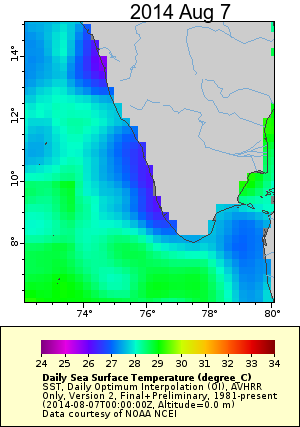 2014 Aug 7
14°
12°
10°
8°
74° 76° 78° 80°
24 25 26 27 28 29 30 31 32 33 34
Daily Sea Surface Temperature (degree_C)
SST, Daily Optimum Interpolation (OI), AVHRR
Only, Version 2, Final+Preliminary, 1981-present
(2014-08-07T00:00:00Z, Altitude=0.0 m)
Data courtesy of NOAA NCEI